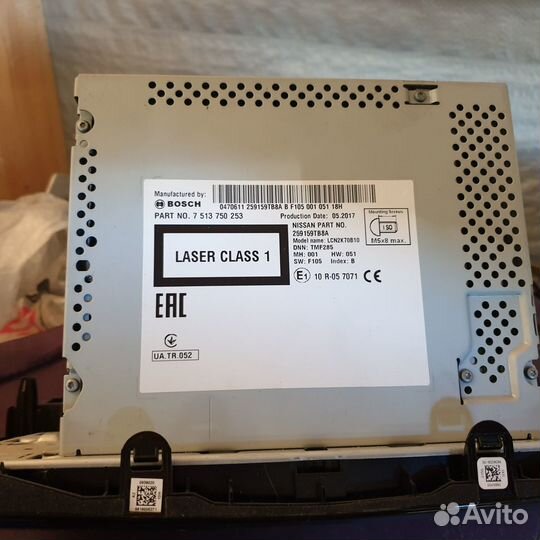 Manufactured by:
BOSCH
0470611 259159TB8A B F105 001 051 18H
PART NO. 7 513 750 253
Production Date: 05.2017
NISSAN PART NO.
259159TB8A
Model name: LCN2K70B10
DNN: TMF285
MH: 001 HW: 051
SW: F105 Index: B
Mounting Screws
ISO
M5x8 max.
LASER CLASS 1
E1 10 R-05 7071 CE
EAC
UA.TR.052
Avito